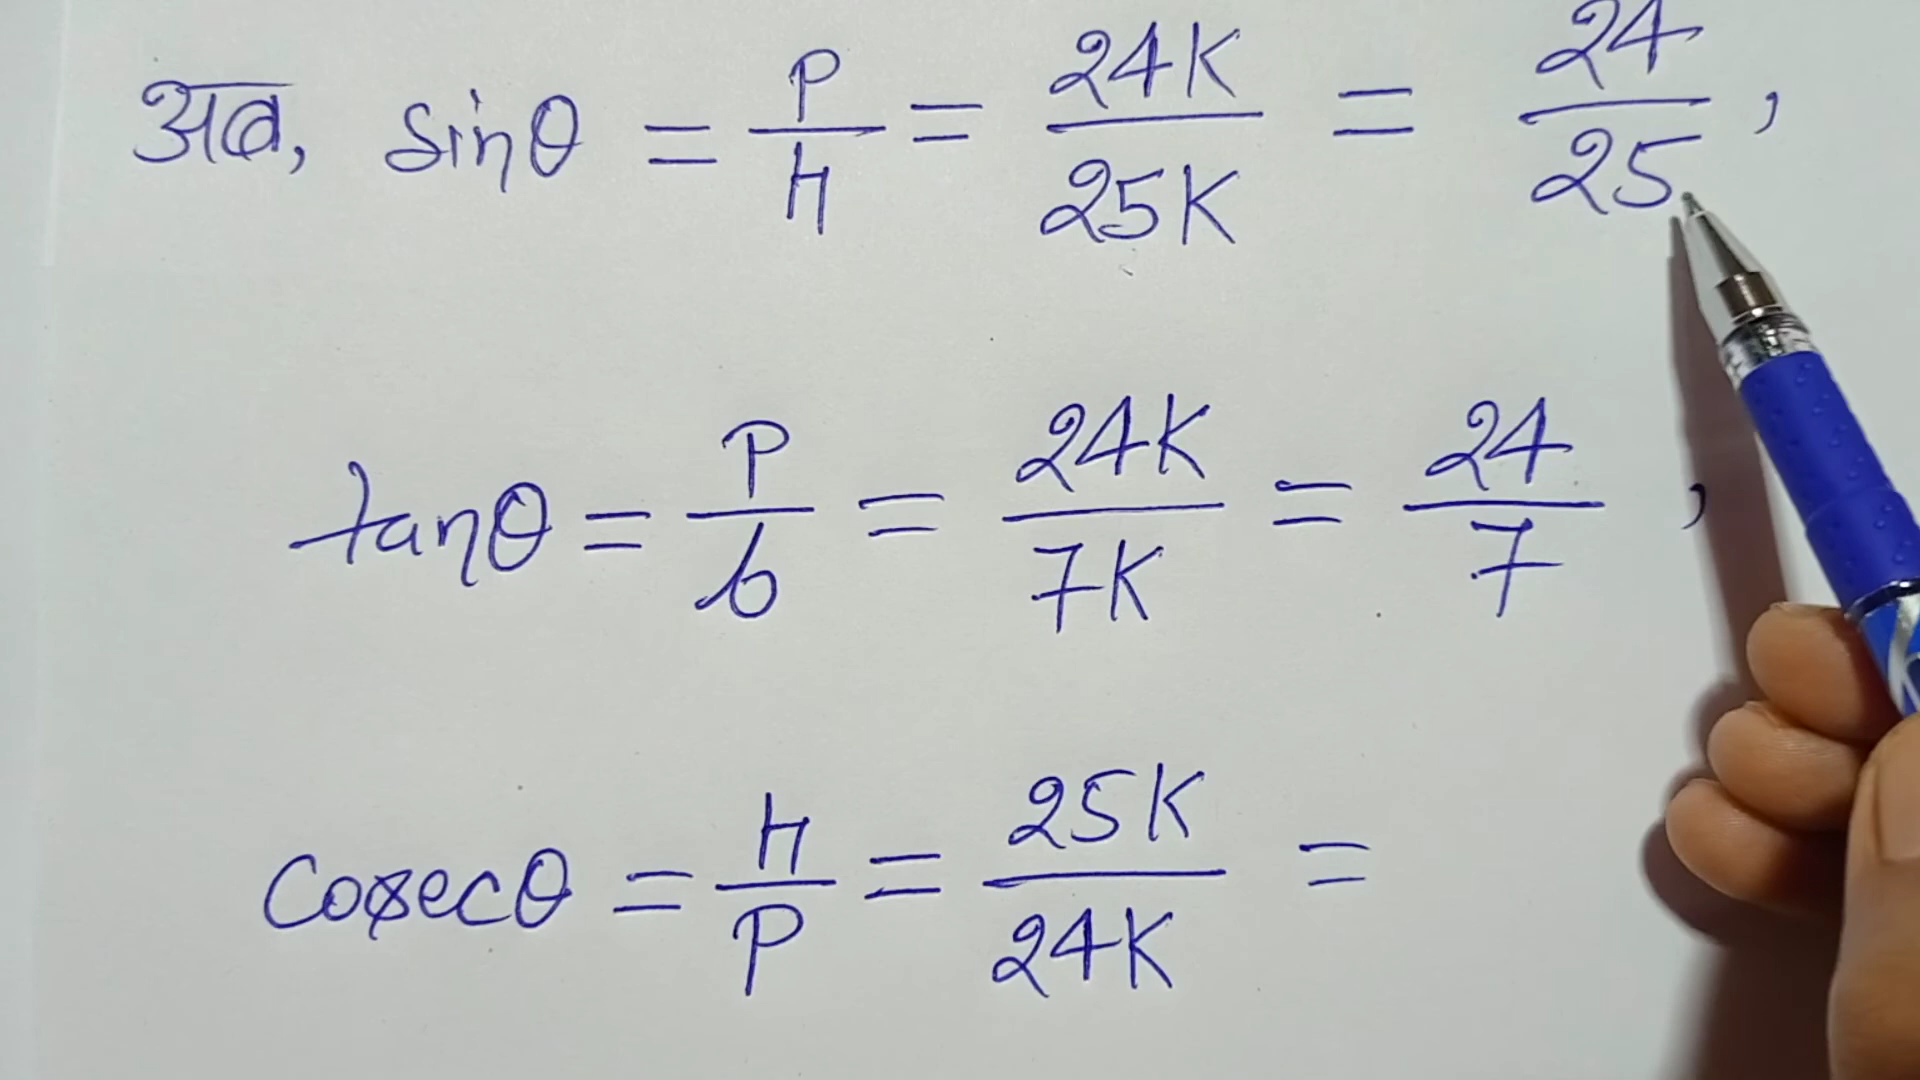 अब, sinθ = P/H = 24K/25K = 24/25,
tanθ = P/b = 24K/7K = 24/7,
cosecθ = H/P = 25K/24K =